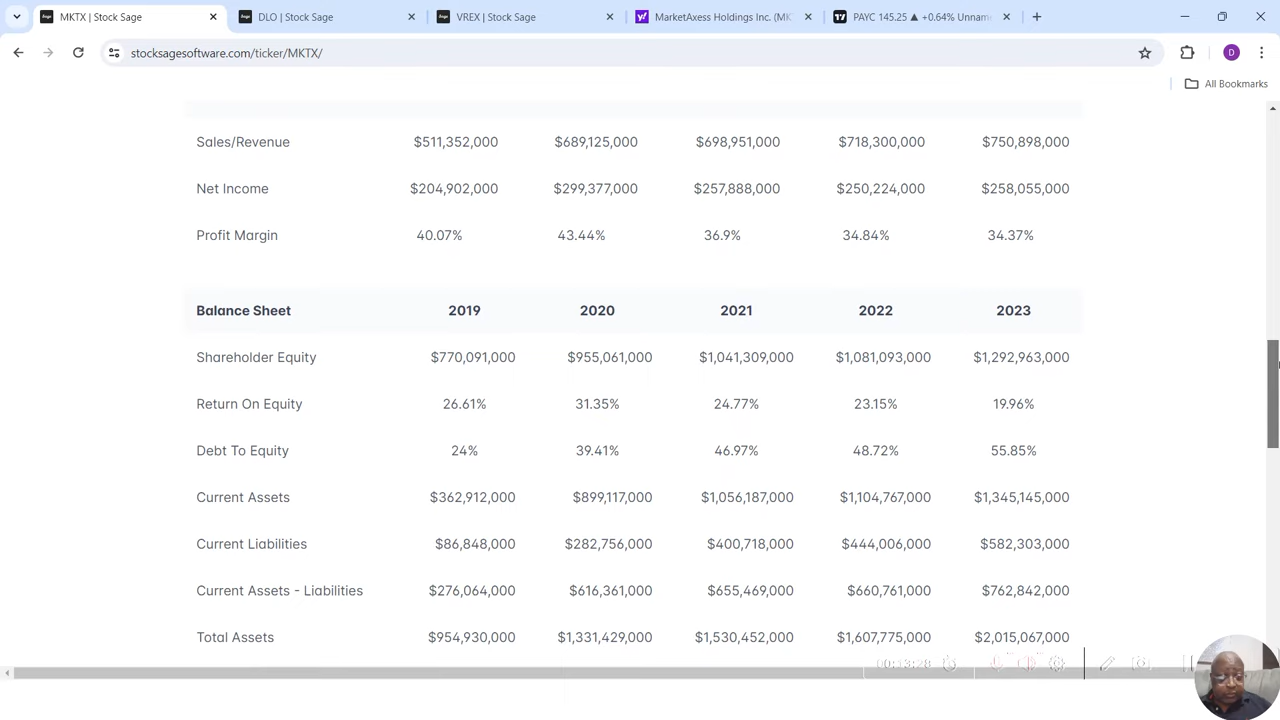 MKTX | Stock Sage DLO | Stock Sage VREX | Stock Sage MarketAxess Holdings Inc. (MK PAYC 145.25 ▲ +0.64% Unname
stocksagesoftware.com/ticker/MKTX/ D
All Bookmarks
Sales/Revenue $511,352,000 $689,125,000 $698,951,000 $718,300,000 $750,898,000
Net Income $204,902,000 $299,377,000 $257,888,000 $250,224,000 $258,055,000
Profit Margin 40.07% 43.44% 36.9% 34.84% 34.37%
Balance Sheet 2019 2020 2021 2022 2023
Shareholder Equity $770,091,000 $955,061,000 $1,041,309,000 $1,081,093,000 $1,292,963,000
Return On Equity 26.61% 31.35% 24.77% 23.15% 19.96%
Debt To Equity 24% 39.41% 46.97% 48.72% 55.85%
Current Assets $362,912,000 $899,117,000 $1,056,187,000 $1,104,767,000 $1,345,145,000
Current Liabilities $86,848,000 $282,756,000 $400,718,000 $444,006,000 $582,303,000
Current Assets - Liabilities $276,064,000 $616,361,000 $655,469,000 $660,761,000 $762,842,000
Total Assets $954,930,000 $1,331,429,000 $1,530,452,000 $1,607,775,000 $2,015,067,000
00:13:28